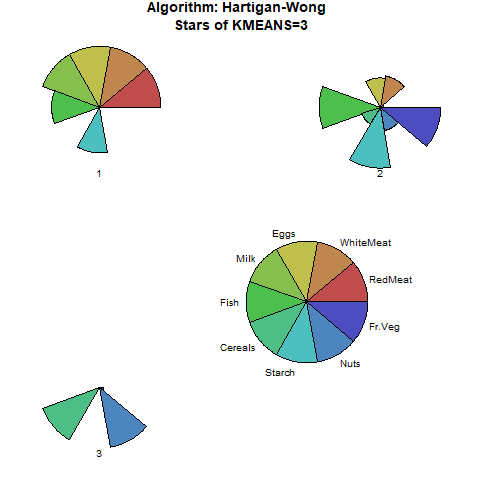 Algorithm: Hartigan-Wong
Stars of KMEANS=3
1
2
Eggs
WhiteMeat
Milk
RedMeat
Fish
Fr.Veg
Cereals
Nuts
Starch
3